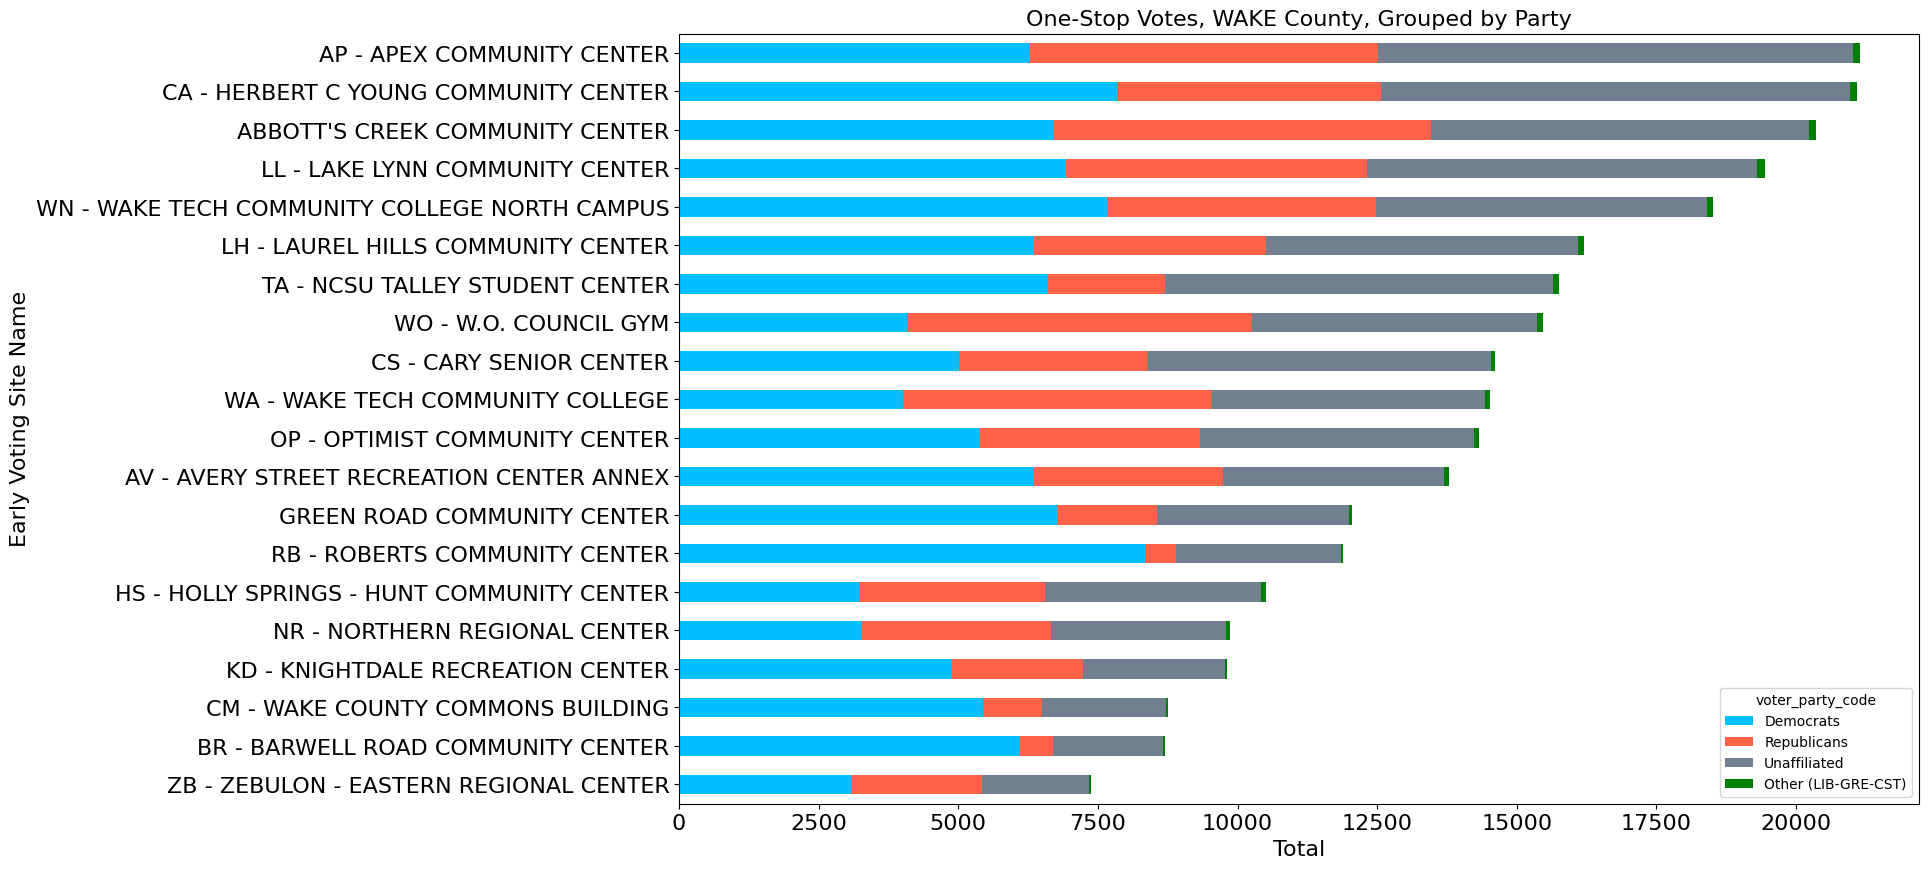 One-Stop Votes, WAKE County, Grouped by Party
Early Voting Site Name
AP - APEX COMMUNITY CENTER
CA - HERBERT C YOUNG COMMUNITY CENTER
ABBOTT'S CREEK COMMUNITY CENTER
LL - LAKE LYNN COMMUNITY CENTER
WN - WAKE TECH COMMUNITY COLLEGE NORTH CAMPUS
LH - LAUREL HILLS COMMUNITY CENTER
TA - NCSU TALLEY STUDENT CENTER
WO - W.O. COUNCIL GYM
CS - CARY SENIOR CENTER
WA - WAKE TECH COMMUNITY COLLEGE
OP - OPTIMIST COMMUNITY CENTER
AV - AVERY STREET RECREATION CENTER ANNEX
GREEN ROAD COMMUNITY CENTER
RB - ROBERTS COMMUNITY CENTER
HS - HOLLY SPRINGS - HUNT COMMUNITY CENTER
NR - NORTHERN REGIONAL CENTER
KD - KNIGHTDALE RECREATION CENTER
CM - WAKE COUNTY COMMONS BUILDING
BR - BARWELL ROAD COMMUNITY CENTER
ZB - ZEBULON - EASTERN REGIONAL CENTER
voter_party_code
Democrats
Republicans
Unaffiliated
Other (LIB-GRE-CST)
0 2500 5000 7500 10000 12500 15000 17500 20000
Total